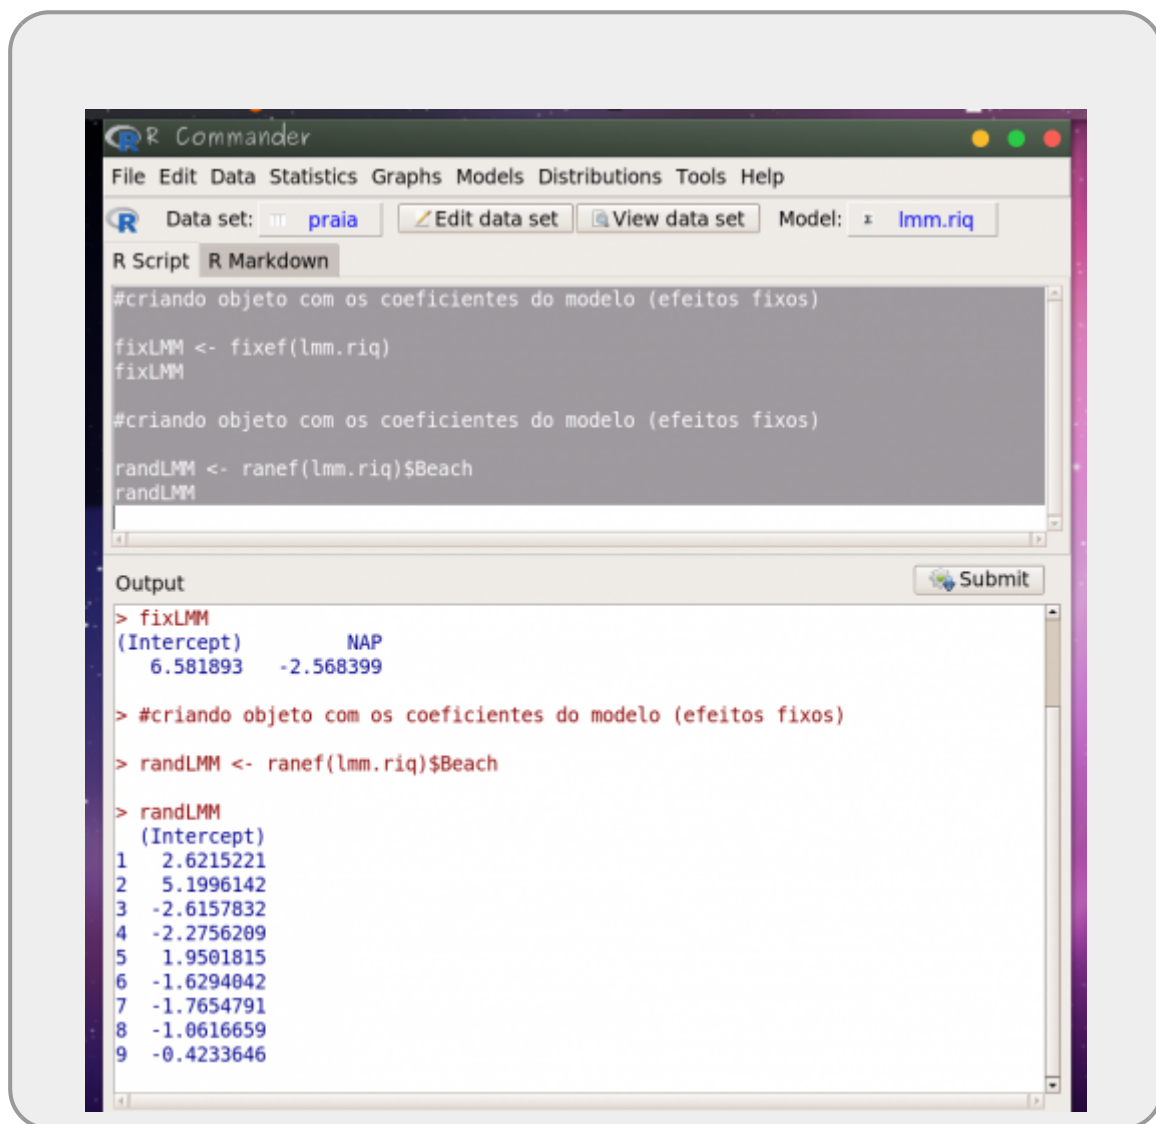 R Commander
File Edit Data Statistics Graphs Models Distributions Tools Help
Data set: praia Edit data set View data set Model: lmm.riq
R Script R Markdown
#criando objeto com os coeficientes do modelo (efeitos fixos)
fixLMM <- fixef(lmm.riq)
fixLMM
#criando objeto com os coeficientes do modelo (efeitos fixos)
randLMM <- ranef(lmm.riq)$Beach
randLMM
Output Submit
> fixLMM
(Intercept) NAP
6.581893 -2.568399
> #criando objeto com os coeficientes do modelo (efeitos fixos)
> randLMM <- ranef(lmm.riq)$Beach
> randLMM
(Intercept)
1 2.6215221
2 5.1996142
3 -2.6157832
4 -2.2756209
5 1.9501815
6 -1.6294042
7 -1.7654791
8 -1.0616659
9 -0.4233646